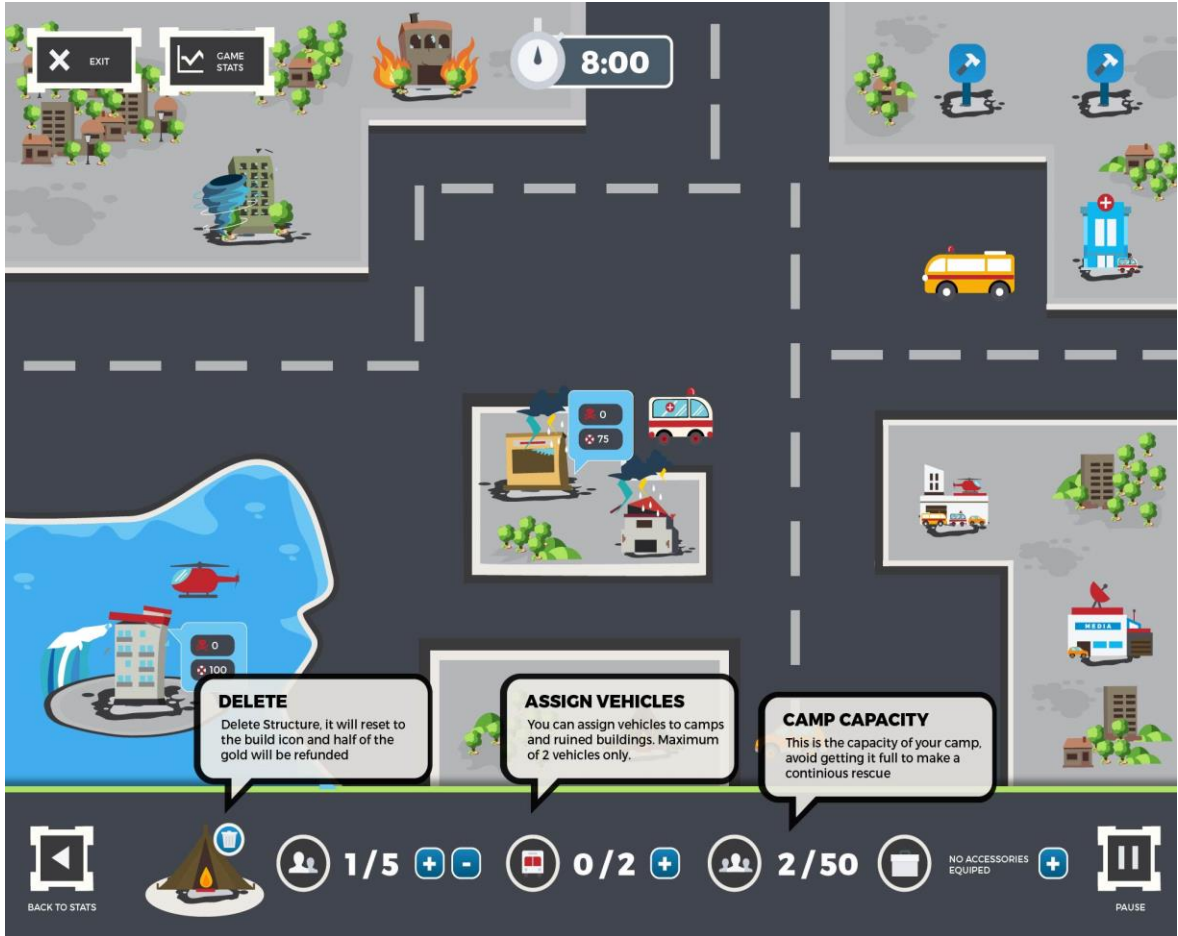 EXIT
GAME
STATS
8:00
0
75
0
100
MEDIA
DELETE
Delete Structure, it will reset to
the build icon and half of the
gold will be refunded
ASSIGN VEHICLES
You can assign vehicles to camps
and ruined buildings. Maximum
of 2 vehicles only.
CAMP CAPACITY
This is the capacity of your camp,
avoid getting it full to make a
continious rescue
BACK TO STATS
1/5
+
-
0/2
+
2/50
NO ACCESSORIES
EQUIPED
+
PAUSE